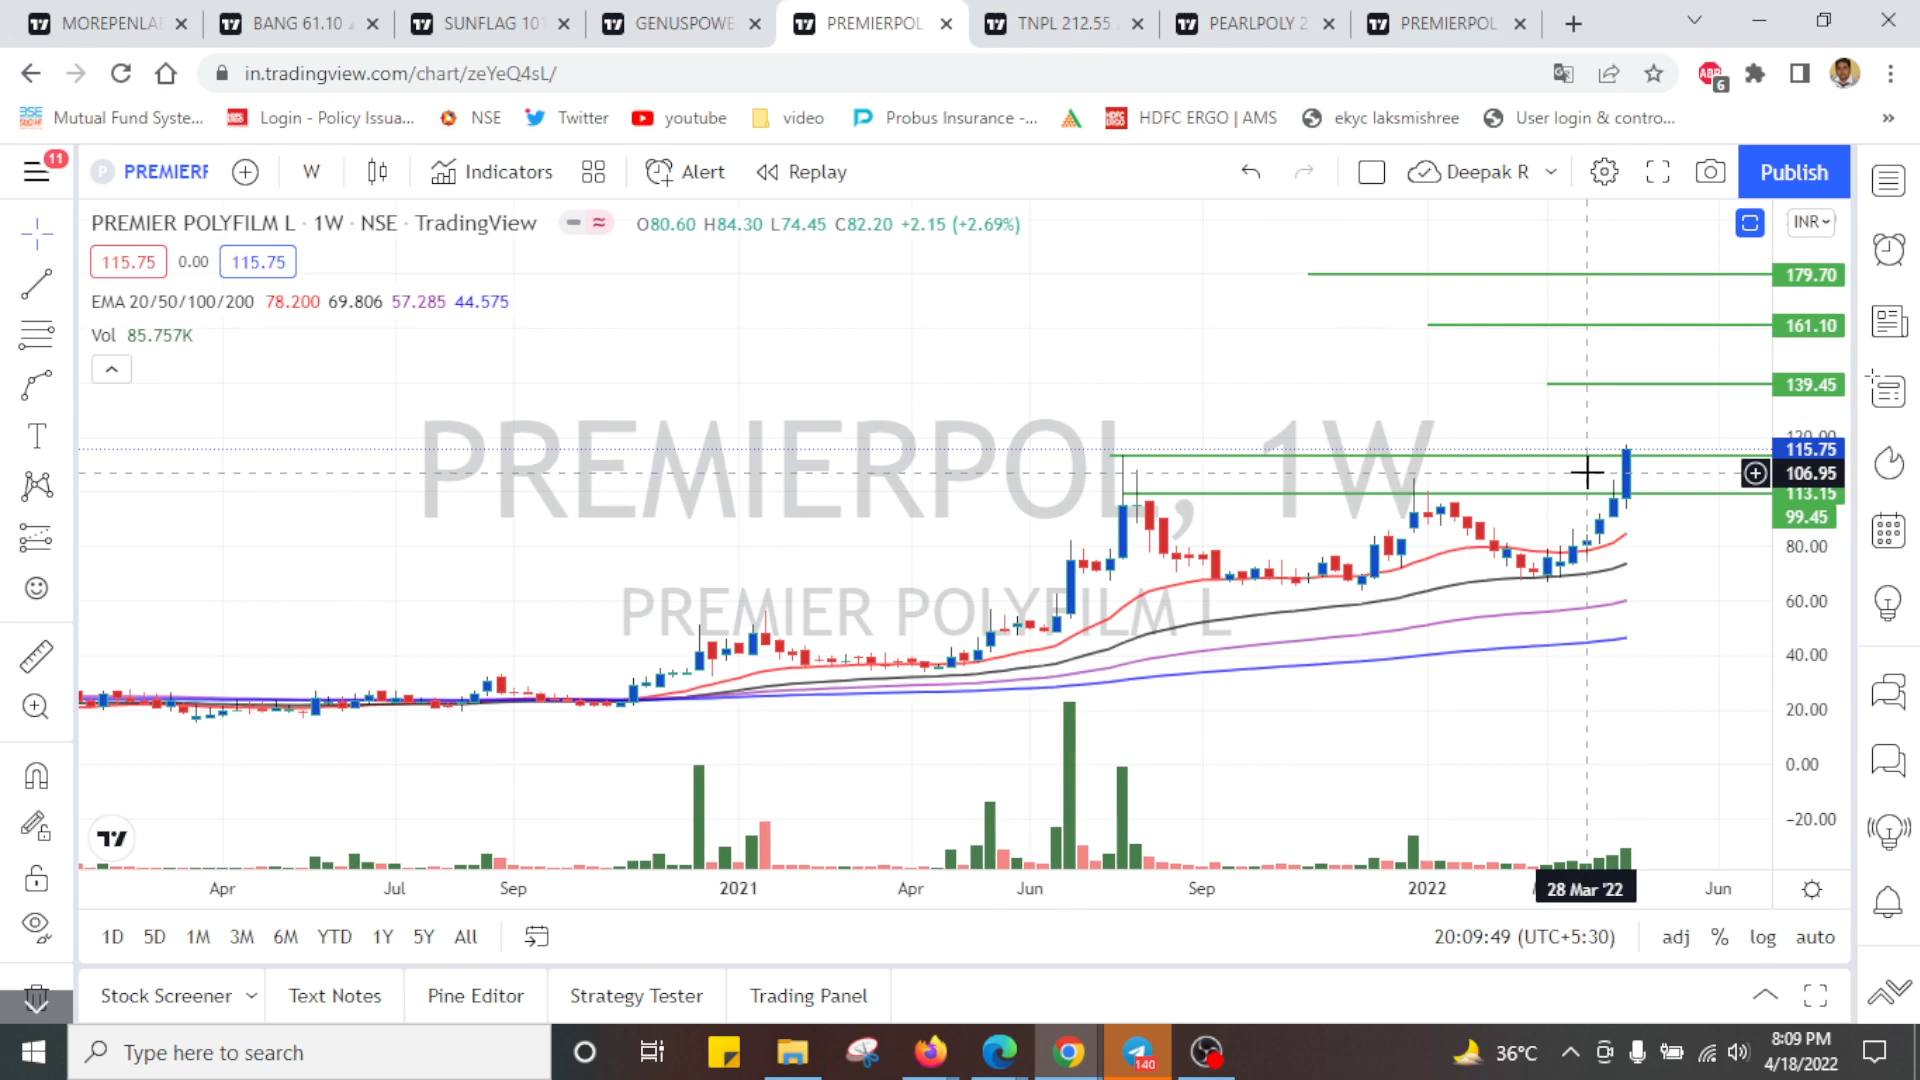 MOREPENLA
BANG 61.10
SUNFLAG 101
GENUSPOWE
PREMIERPOL
TNPL 212.55
PEARLPOLY 2
PREMIERPOL
in.tradingview.com/chart/zeYeQ4sL/
ABP
6
Mutual Fund Syste...
Login - Policy Issua...
NSE
Twitter
youtube
video
Probus Insurance -...
HDFC ERGO | AMS
ekyc laksmishree
User login & contro...
»
11
PREMIERF
W
Indicators
Alert
Replay
Deepak R
Publish
PREMIER POLYFILM L · 1W · NSE · TradingView
O80.60 H84.30 L74.45 C82.20 +2.15 (+2.69%)
INR
115.75 0.00 115.75
EMA 20/50/100/200 78.200 69.806 57.285 44.575
Vol 85.757K
PREMIERPOL, 1W
PREMIER POLYFILM L
179.70
161.10
139.45
120.00
115.75
106.95
113.15
99.45
80.00
60.00
40.00
20.00
0.00
−20.00
Apr Jul Sep 2021 Apr Jun Sep 2022 28 Mar '22 Jun
1D 5D 1M 3M 6M YTD 1Y 5Y All
20:09:49 (UTC+5:30)
adj % log auto
Stock Screener
Text Notes
Pine Editor
Strategy Tester
Trading Panel
Type here to search
140
36°C
8:09 PM
4/18/2022